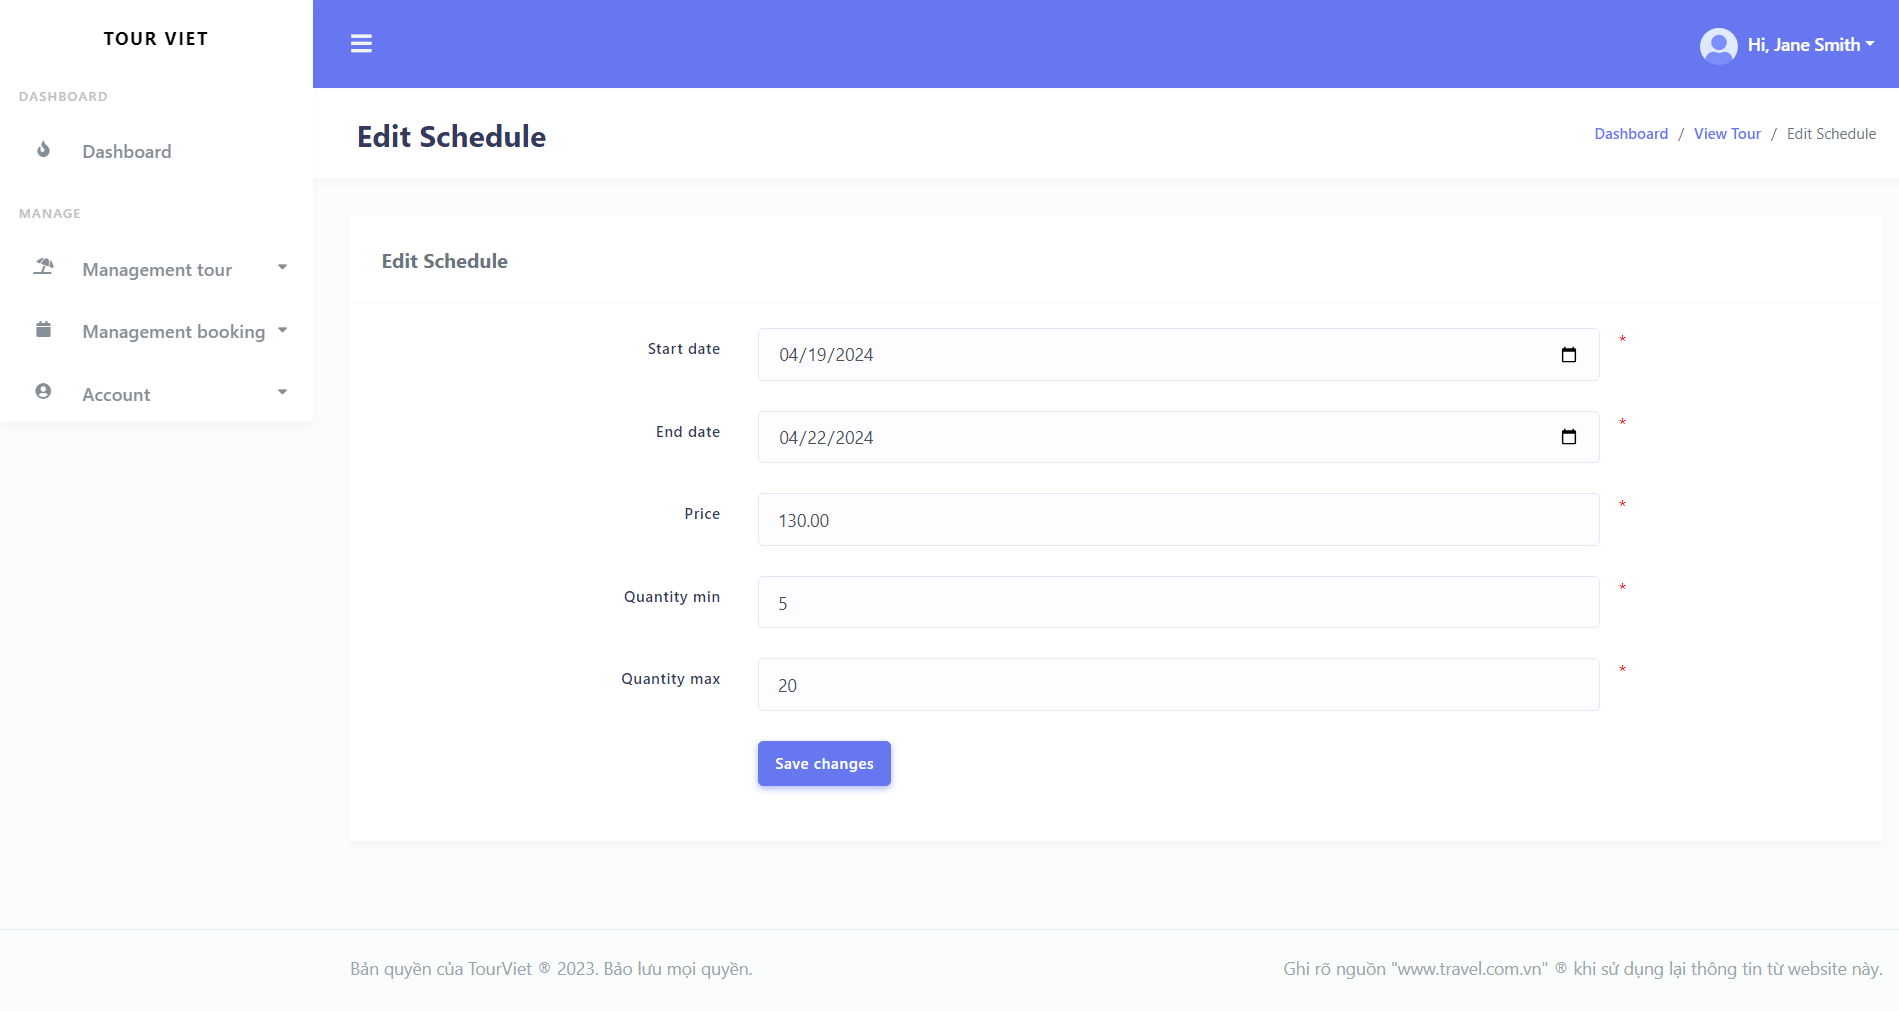 TOUR VIET
DASHBOARD
Dashboard
MANAGE
Management tour
Management booking
Account
Hi, Jane Smith
Edit Schedule
Dashboard / View Tour / Edit Schedule
Edit Schedule
Start date
04/19/2024
*
End date
04/22/2024
*
Price
130.00
*
Quantity min
5
*
Quantity max
20
*
Save changes
Bản quyền của TourViet ® 2023. Bảo lưu mọi quyền.
Ghi rõ nguồn "www.travel.com.vn" ® khi sử dụng lại thông tin từ website này.